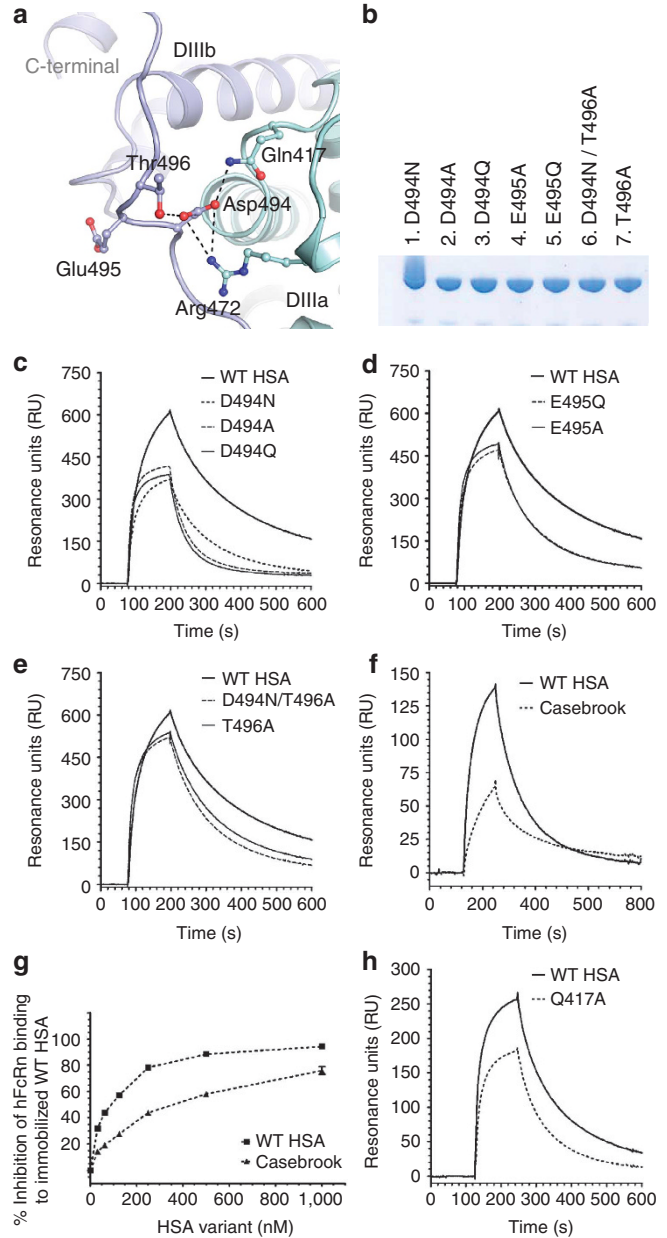 a
C-terminal
DIIIb
Thr496
Gln417
Asp494
Glu495
Arg472
DIIIa
b
1. D494N
2. D494A
3. D494Q
4. E495A
5. E495Q
6. D494N / T496A
7. T496A
c
Resonance units (RU)
750
600
450
300
150
0
WT HSA
D494N
D494A
D494Q
0 100 200 300 400 500 600
Time (s)
d
Resonance units (RU)
750
600
450
300
150
0
WT HSA
E495Q
E495A
0 100 200 300 400 500 600
Time (s)
e
Resonance units (RU)
750
600
450
300
150
0
WT HSA
D494N/T496A
T496A
0 100 200 300 400 500 600
Time (s)
f
Resonance units (RU)
150
125
100
75
50
25
0
WT HSA
Casebrook
0 200 400 600 800
Time (s)
g
% Inhibition of hFcRn binding
to immobilized WT HSA
100
80
60
40
20
WT HSA
Casebrook
0 200 400 600 800 1,000
HSA variant (nM)
h
Resonance units (RU)
300
250
200
150
100
50
0
WT HSA
Q417A
0 200 400 600 800
Time (s)